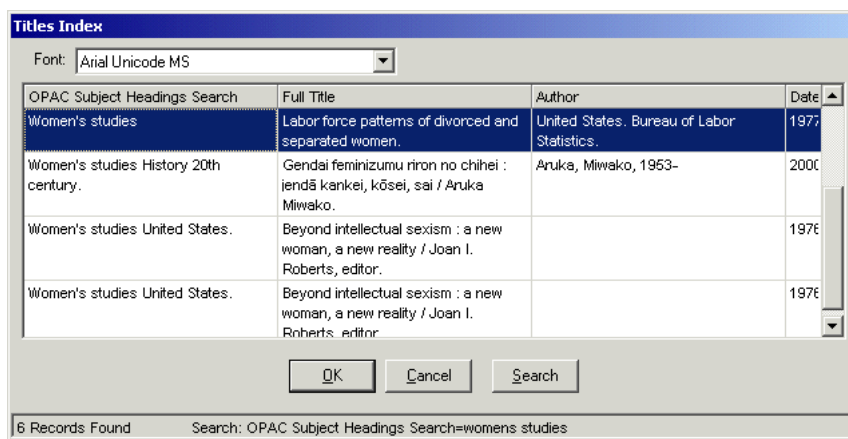 Titles Index
Font: Arial Unicode MS
OPAC Subject Headings Search Full Title Author Date
Women's studies Labor force patterns of divorced and United States. Bureau of Labor 1977
separated women. Statistics.
Women's studies History 20th Gendai feminizumu riron no chihei : Aruka, Miwako, 1953- 2000
century. jendā kankei, kōsei, sai / Aruka
Miwako.
Women's studies United States. Beyond intellectual sexism : a new 1976
woman, a new reality / Joan I.
Roberts, editor.
Women's studies United States. Beyond intellectual sexism : a new 1976
woman, a new reality / Joan I.
Roberts, editor.
OK Cancel Search
6 Records Found Search: OPAC Subject Headings Search=womens studies